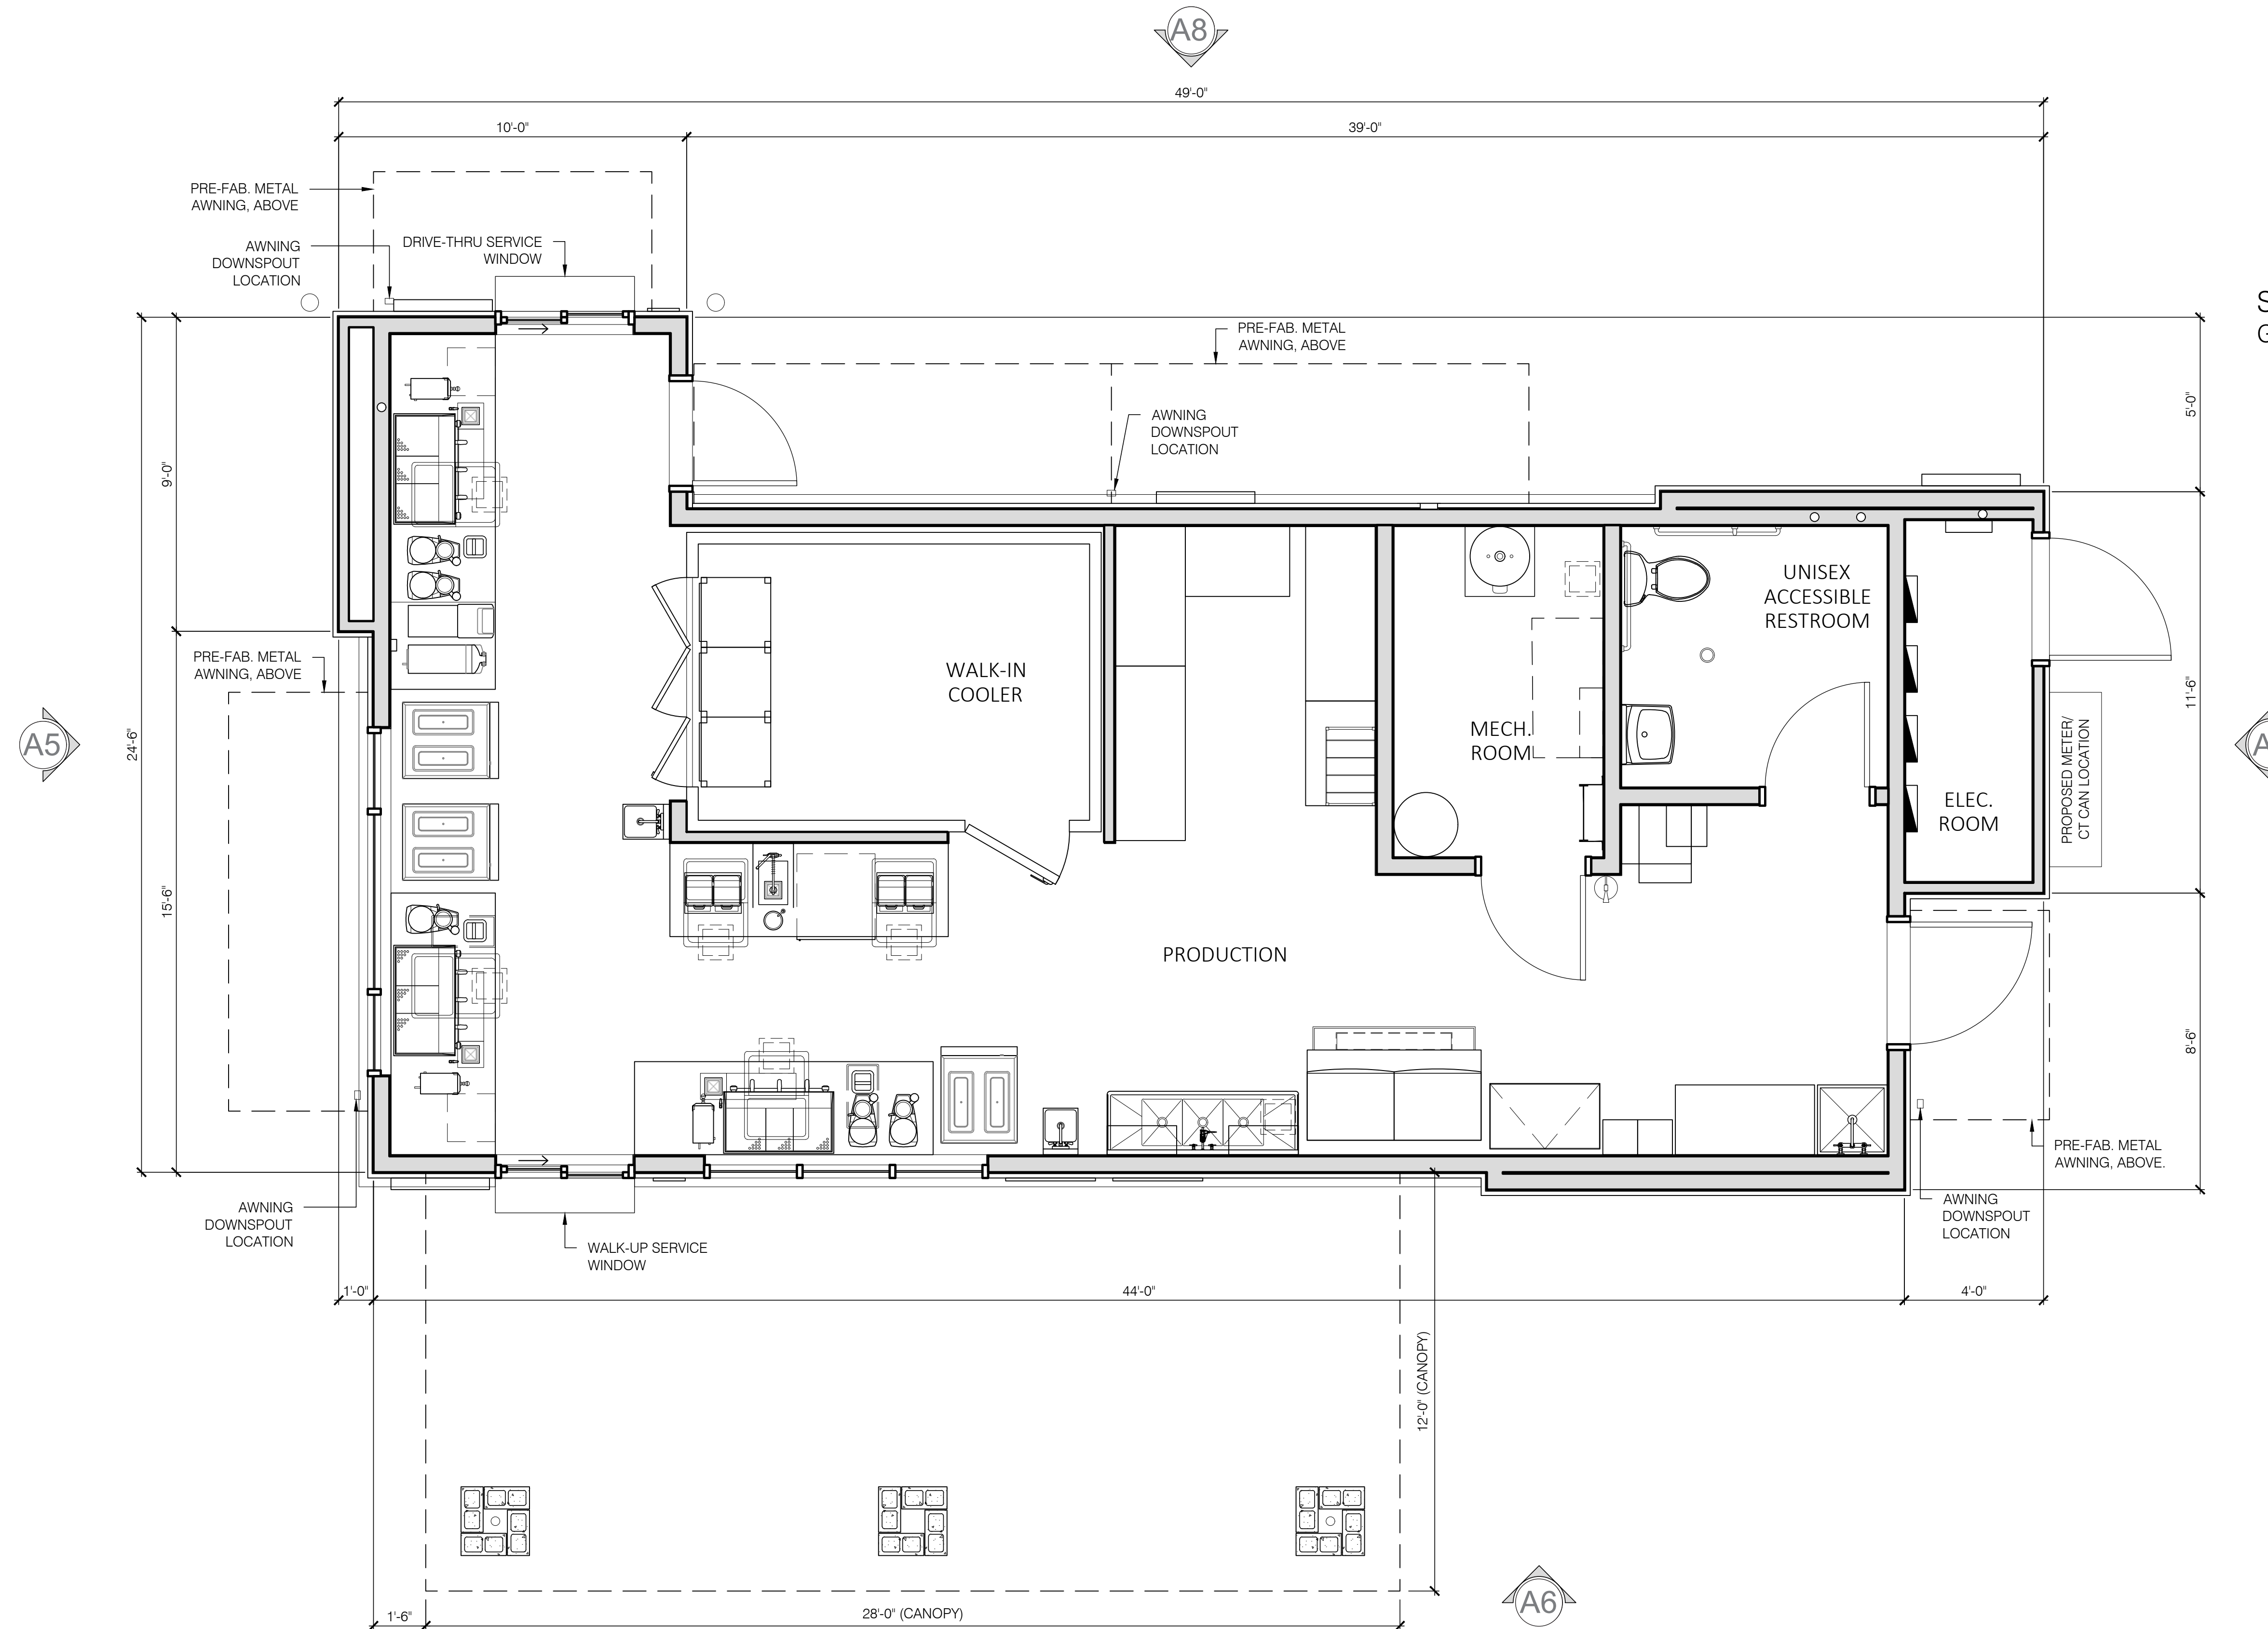 A8
49'-0"
10'-0"
39'-0"
PRE-FAB. METAL
AWNING, ABOVE
AWNING
DOWNSPOUT
LOCATION
DRIVE-THRU SERVICE
WINDOW
S
G
PRE-FAB. METAL
AWNING, ABOVE
AWNING
DOWNSPOUT
LOCATION
5'-0"
9'-0"
24'-6"
15'-6"
PRE-FAB. METAL
AWNING, ABOVE
A5
WALK-IN
COOLER
MECH.
ROOM
UNISEX
ACCESSIBLE
RESTROOM
ELEC.
ROOM
PROPOSED METER/
CT CAN LOCATION
11'-6"
A
PRODUCTION
8'-6"
PRE-FAB. METAL
AWNING, ABOVE.
AWNING
DOWNSPOUT
LOCATION
AWNING
DOWNSPOUT
LOCATION
WALK-UP SERVICE
WINDOW
1'-0"
44'-0"
4'-0"
12'-0" (CANOPY)
1'-6"
28'-0" (CANOPY)
A6